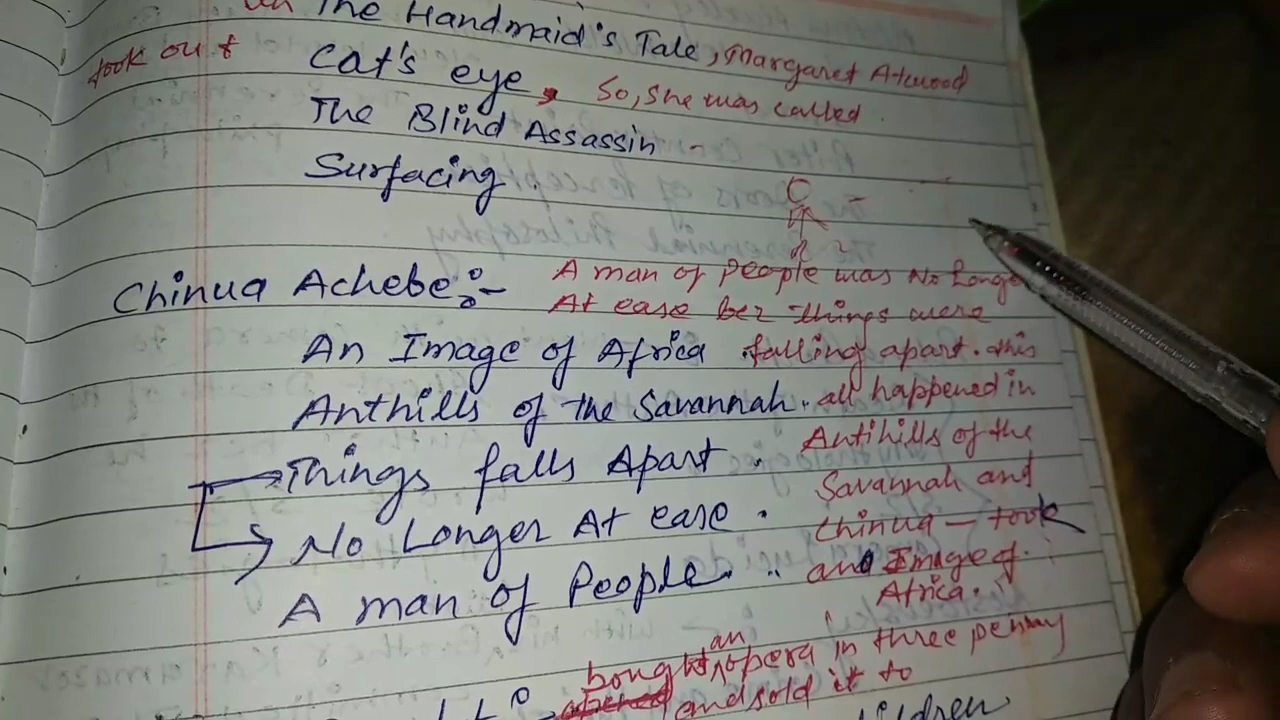 The Handmaid's Tale, Margaret Atwood
took out Cat's eye, So, She was called
The Blind Assassin -
Surfacing.
C
Chinua Achebe:- A man of People was No Longe
At ease bcz things were
An Image of Africa falling apart. this
Anthills of the Savannah. all happened in
Things falls Apart. Antihills of the
Savannah and
No Longer At ease. Chinua - took
A man of People. .. and Image of
Africa.
bought an opera in three penny
and sold it to